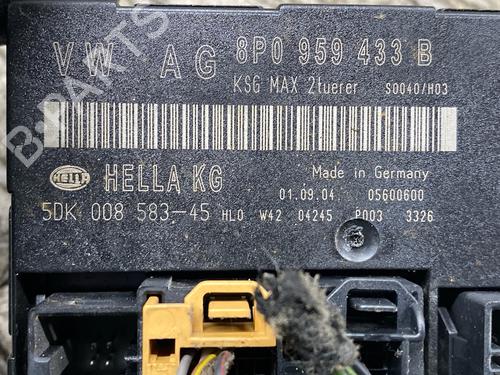 VW AG 8P0 959 433 B
KSG MAX 2tuerer S0040/H03
B-PARTS
HELLA HELLA KG Made in Germany
01.09.04 05600600
5DK 008 583-45 HL0 W42 04245 P003 3326